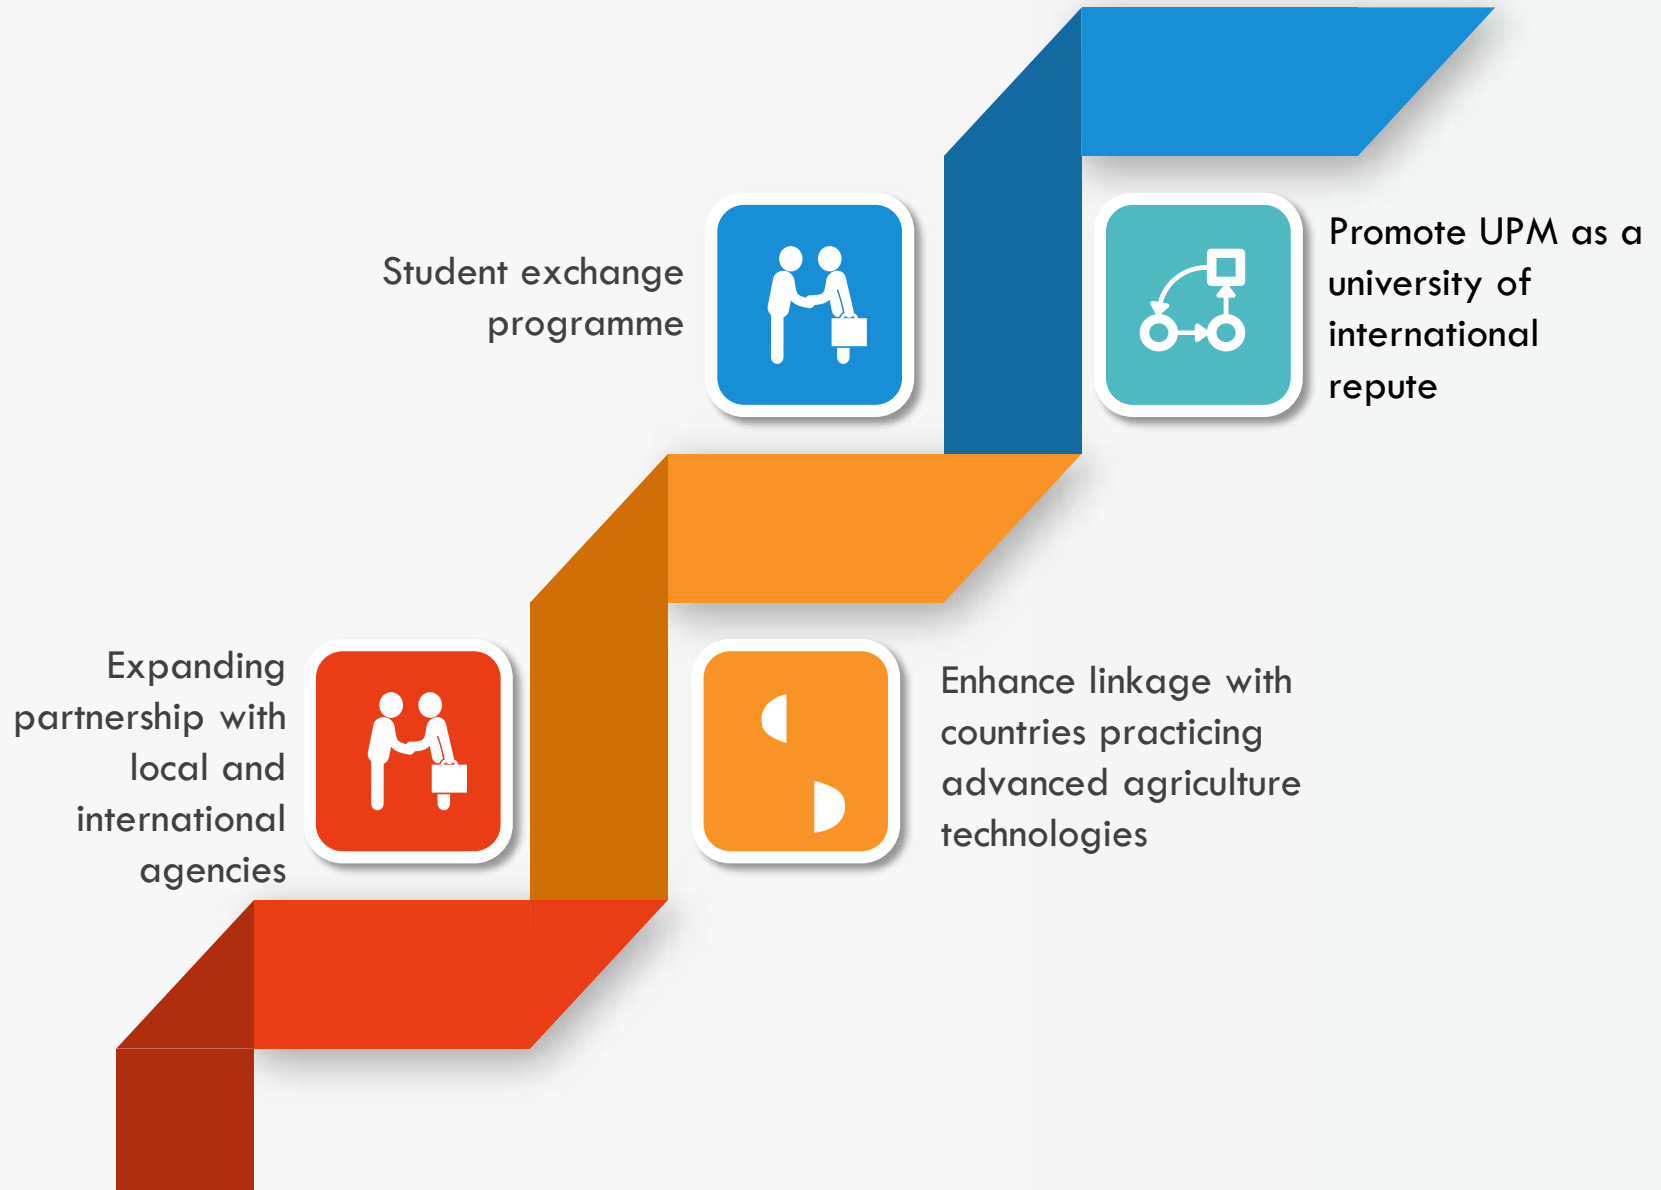 Student exchange
programme
Promote UPM as a
university of
international
repute
Expanding
partnership with
local and
international
agencies
Enhance linkage with
countries practicing
advanced agriculture
technologies